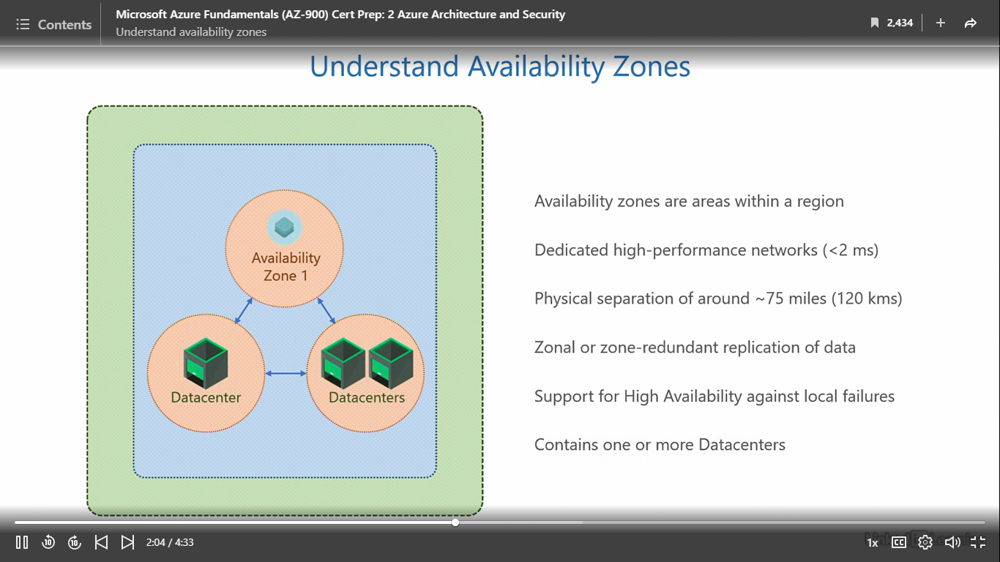 Contents
Microsoft Azure Fundamentals (AZ-900) Cert Prep: 2 Azure Architecture and Security
Understand availability zones
2,434
Understand Availability Zones
Availability
Zone 1
Datacenter
Datacenters
Availability zones are areas within a region
Dedicated high-performance networks (<2 ms)
Physical separation of around ~75 miles (120 kms)
Zonal or zone-redundant replication of data
Support for High Availability against local failures
Contains one or more Datacenters
10
10
2:04 / 4:33
1x
CC